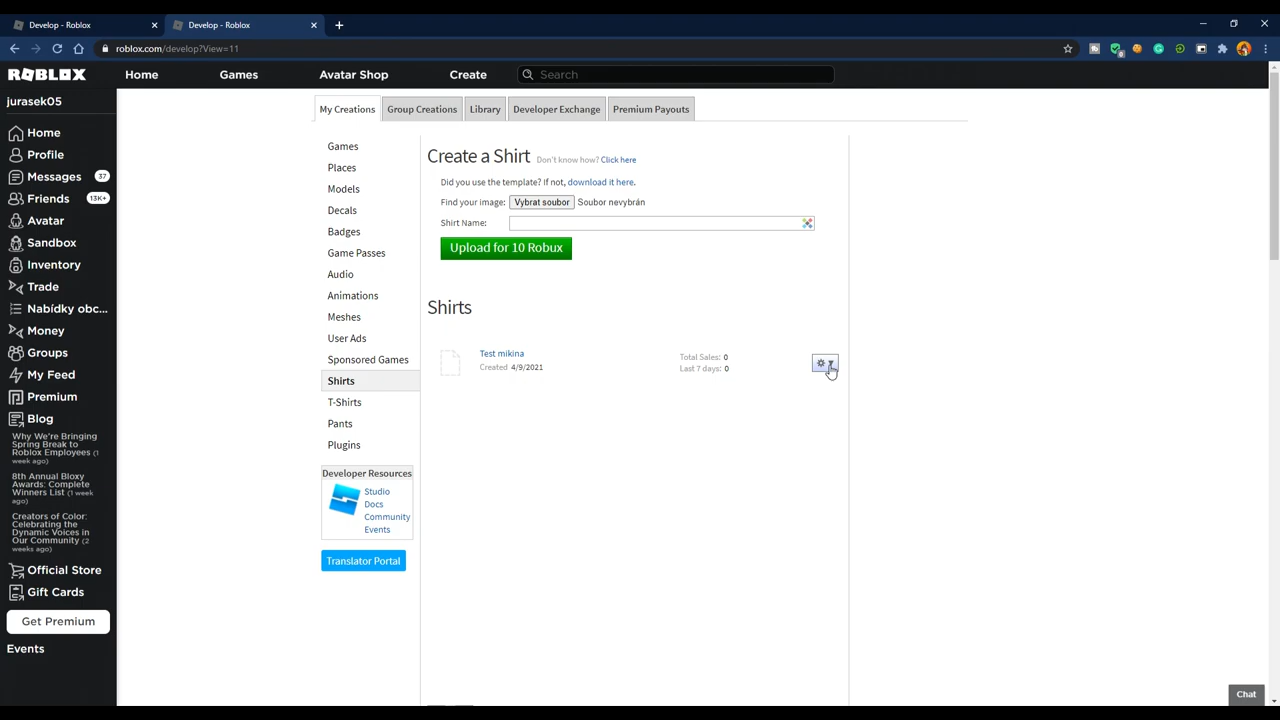 Develop - Roblox
Develop - Roblox
roblox.com/develop?View=11
ROBLOX Home Games Avatar Shop Create Search
jurasek05
Home
Profile
Messages 37
Friends 13K+
Avatar
Sandbox
Inventory
Trade
Nabídky obc...
Money
Groups
My Feed
Premium
Blog
Why We're Bringing
Spring Break to
Roblox Employees (1
week ago)
8th Annual Bloxy
Awards: Complete
Winners List (1 week
ago)
Creators of Color:
Celebrating the
Dynamic Voices in
Our Community (2
weeks ago)
Official Store
Gift Cards
Get Premium
Events
My Creations Group Creations Library Developer Exchange Premium Payouts
Games
Places
Models
Decals
Badges
Game Passes
Audio
Animations
Meshes
User Ads
Sponsored Games
Shirts
T-Shirts
Pants
Plugins
Developer Resources
Studio
Docs
Community
Events
Translator Portal
Create a Shirt Don't know how? Click here
Did you use the template? If not, download it here.
Find your image: Vybrat soubor Soubor nevybrán
Shirt Name:
Upload for 10 Robux
Shirts
Test mikina
Created 4/9/2021
Total Sales: 0
Last 7 days: 0
Chat